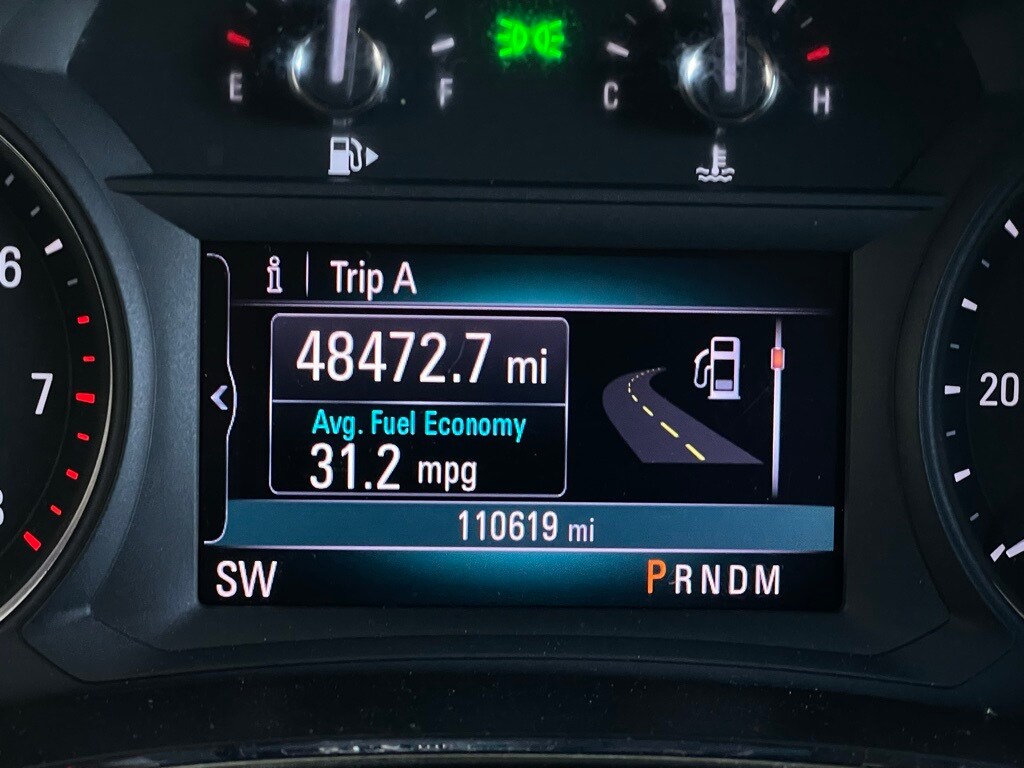 E F C H
6
7
20
i Trip A
48472.7 mi
Avg. Fuel Economy
31.2 mpg
110619 mi
SW PRNDM